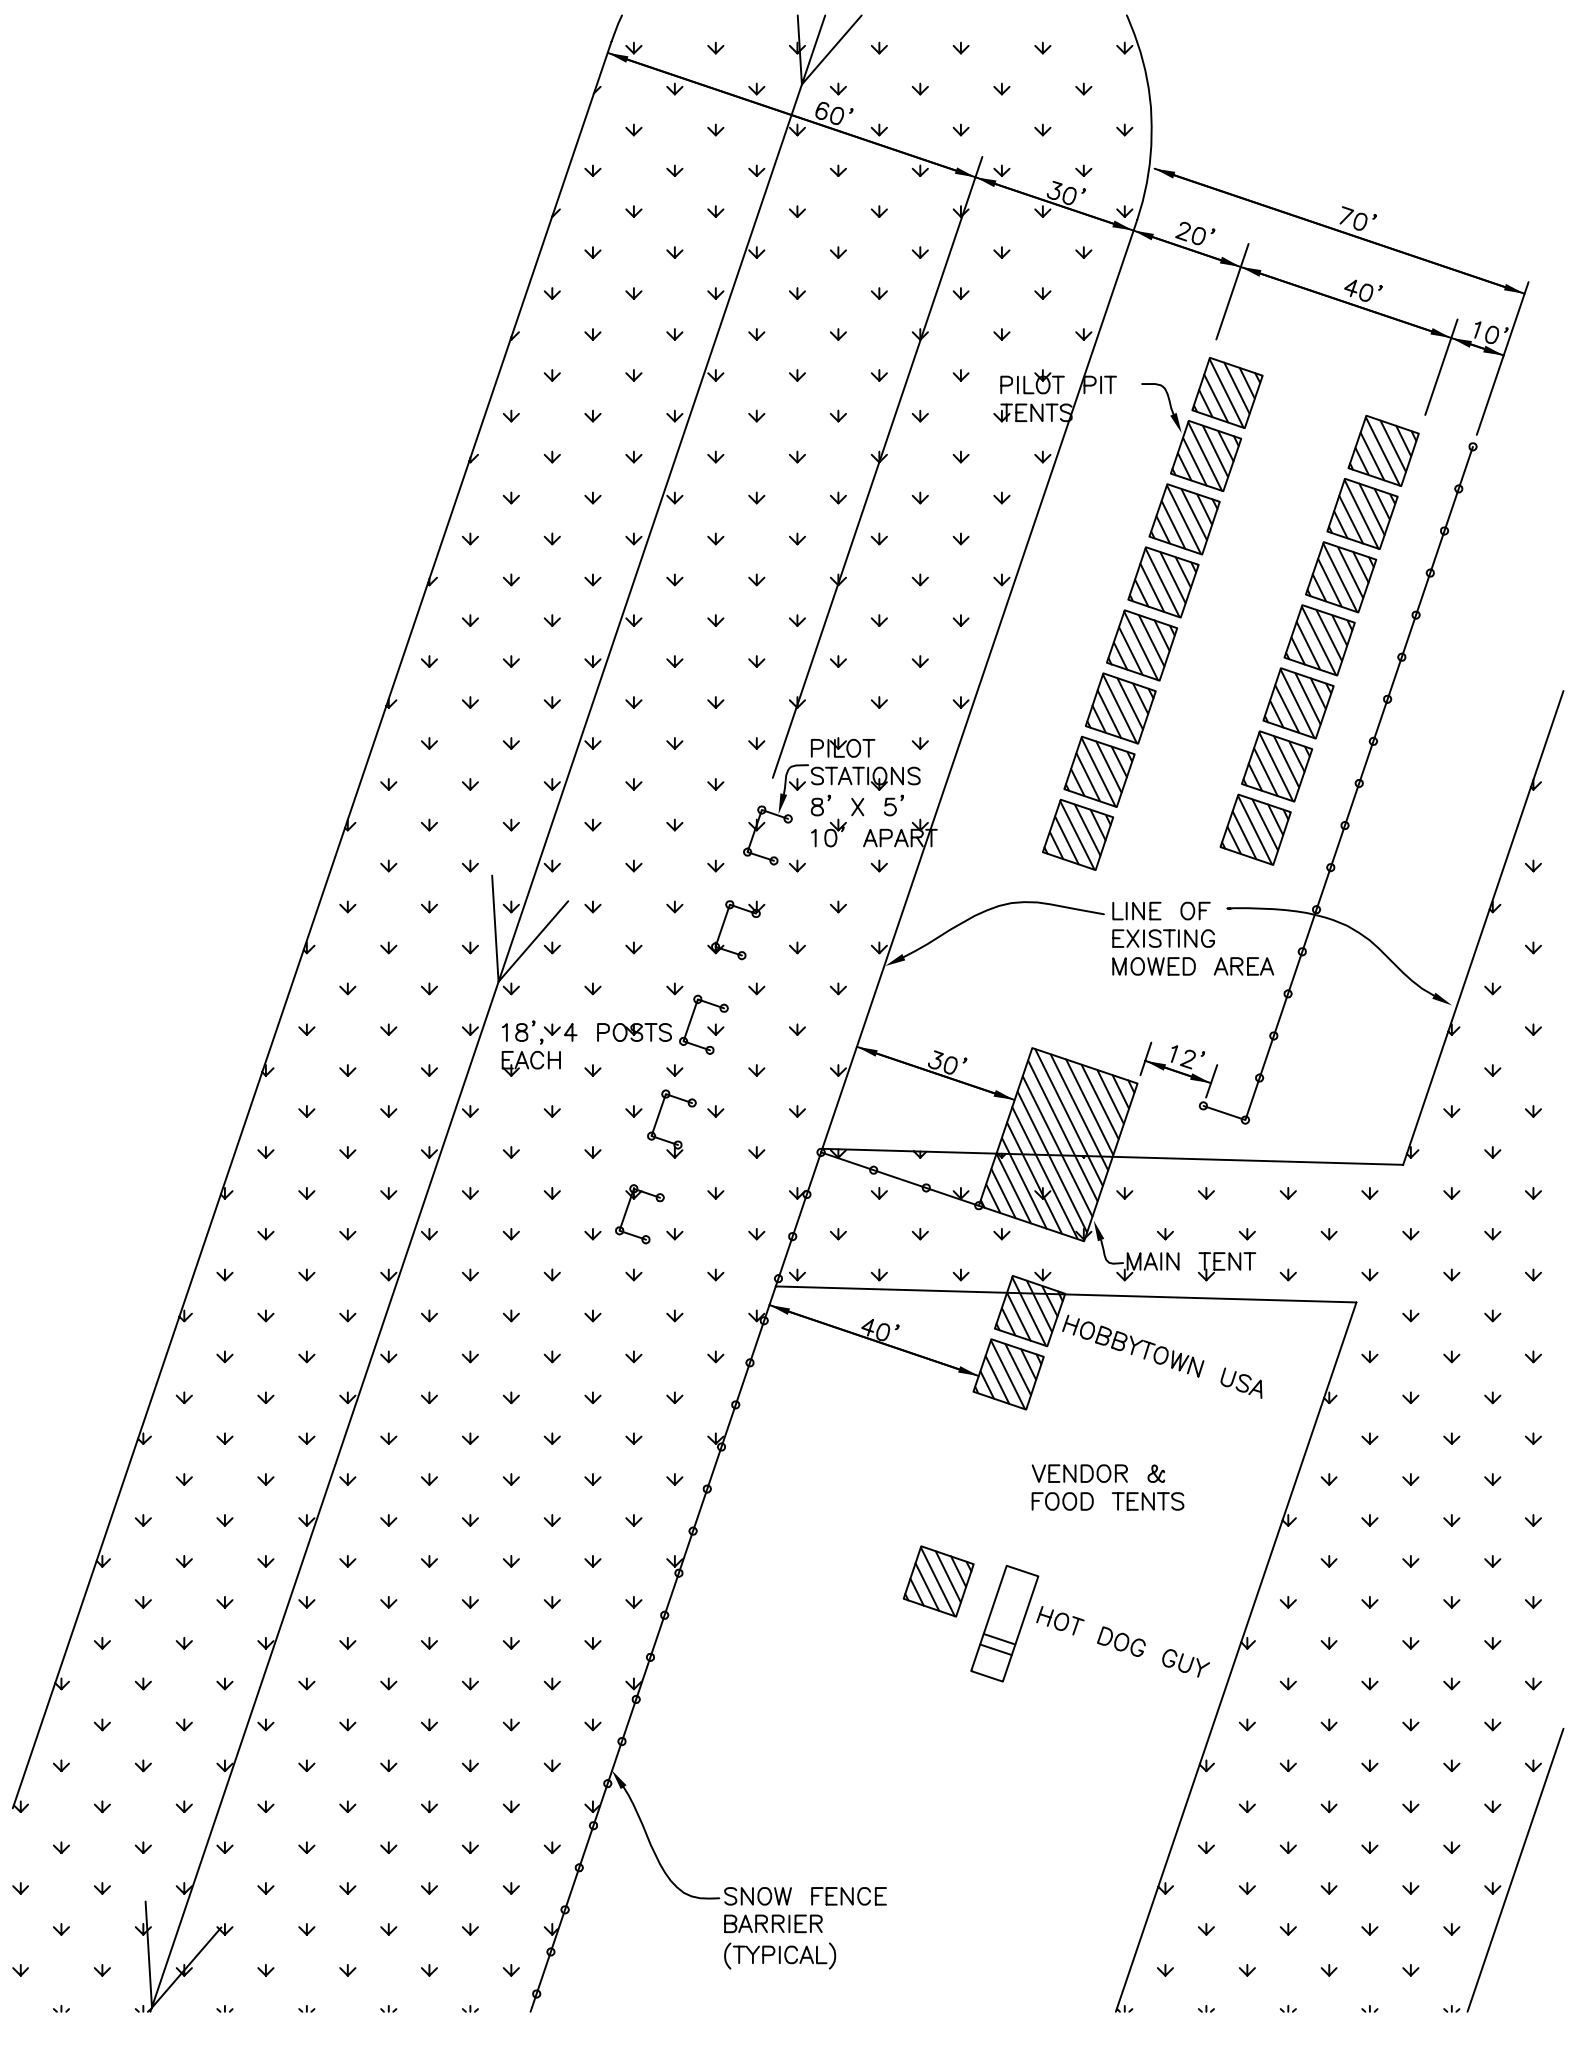 60'
30'
20'
70'
40'
10'
PILOT PIT
TENTS
PILOT
STATIONS
8' X 5'
10' APART
LINE OF
EXISTING
MOWED AREA
18', 4 POSTS
EACH
30'
12'
MAIN TENT
40'
HOBBYTOWN USA
VENDOR &
FOOD TENTS
HOT DOG GUY
SNOW FENCE
BARRIER
(TYPICAL)